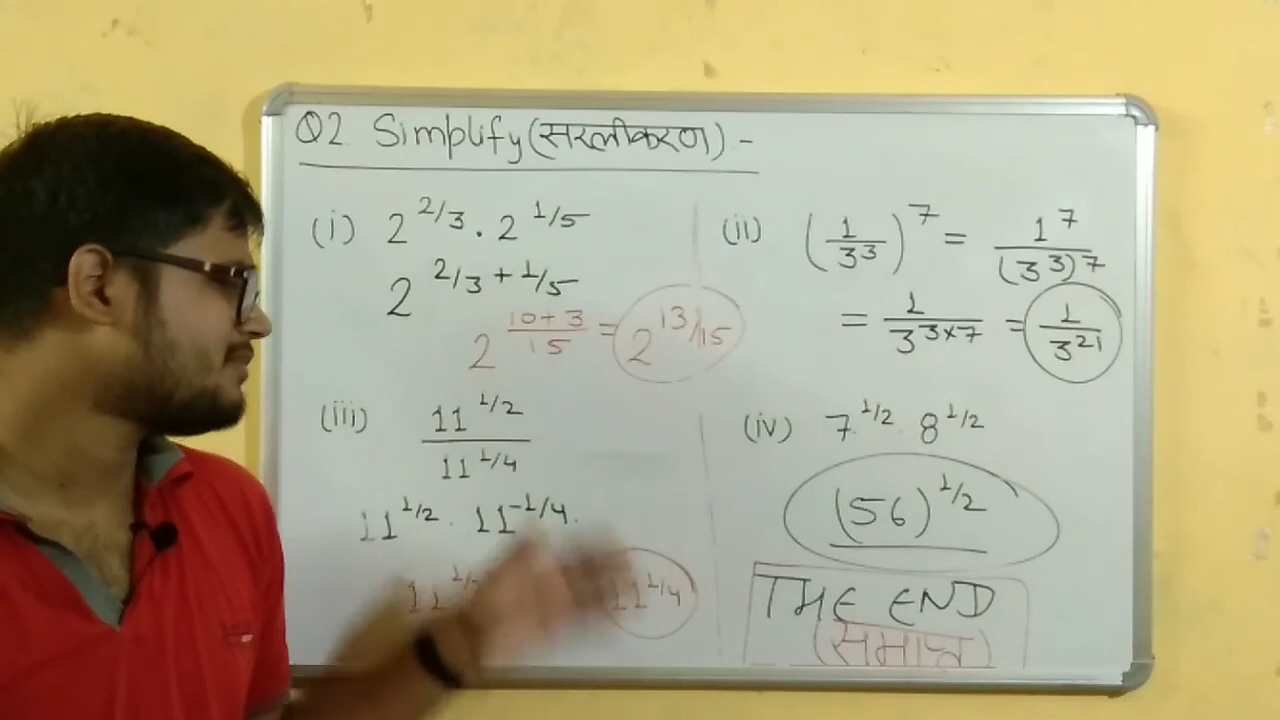 Q2. Simplify (सरलीकरण) -
(i) 2^2/3 . 2^1/5
2^2/3 + 1/5
2^(10+3)/15 = 2^13/15
(ii) (1/3^3)^7 = 1^7/(3^3)^7
= 1/3^3×7 = 1/3^21
(iii) 11^1/2 / 11^1/4
11^1/2 . 11^-1/4.
11 11^1/4
(iv) 7^1/2 . 8^1/2
(56)^1/2
THE END
(समाप्त)